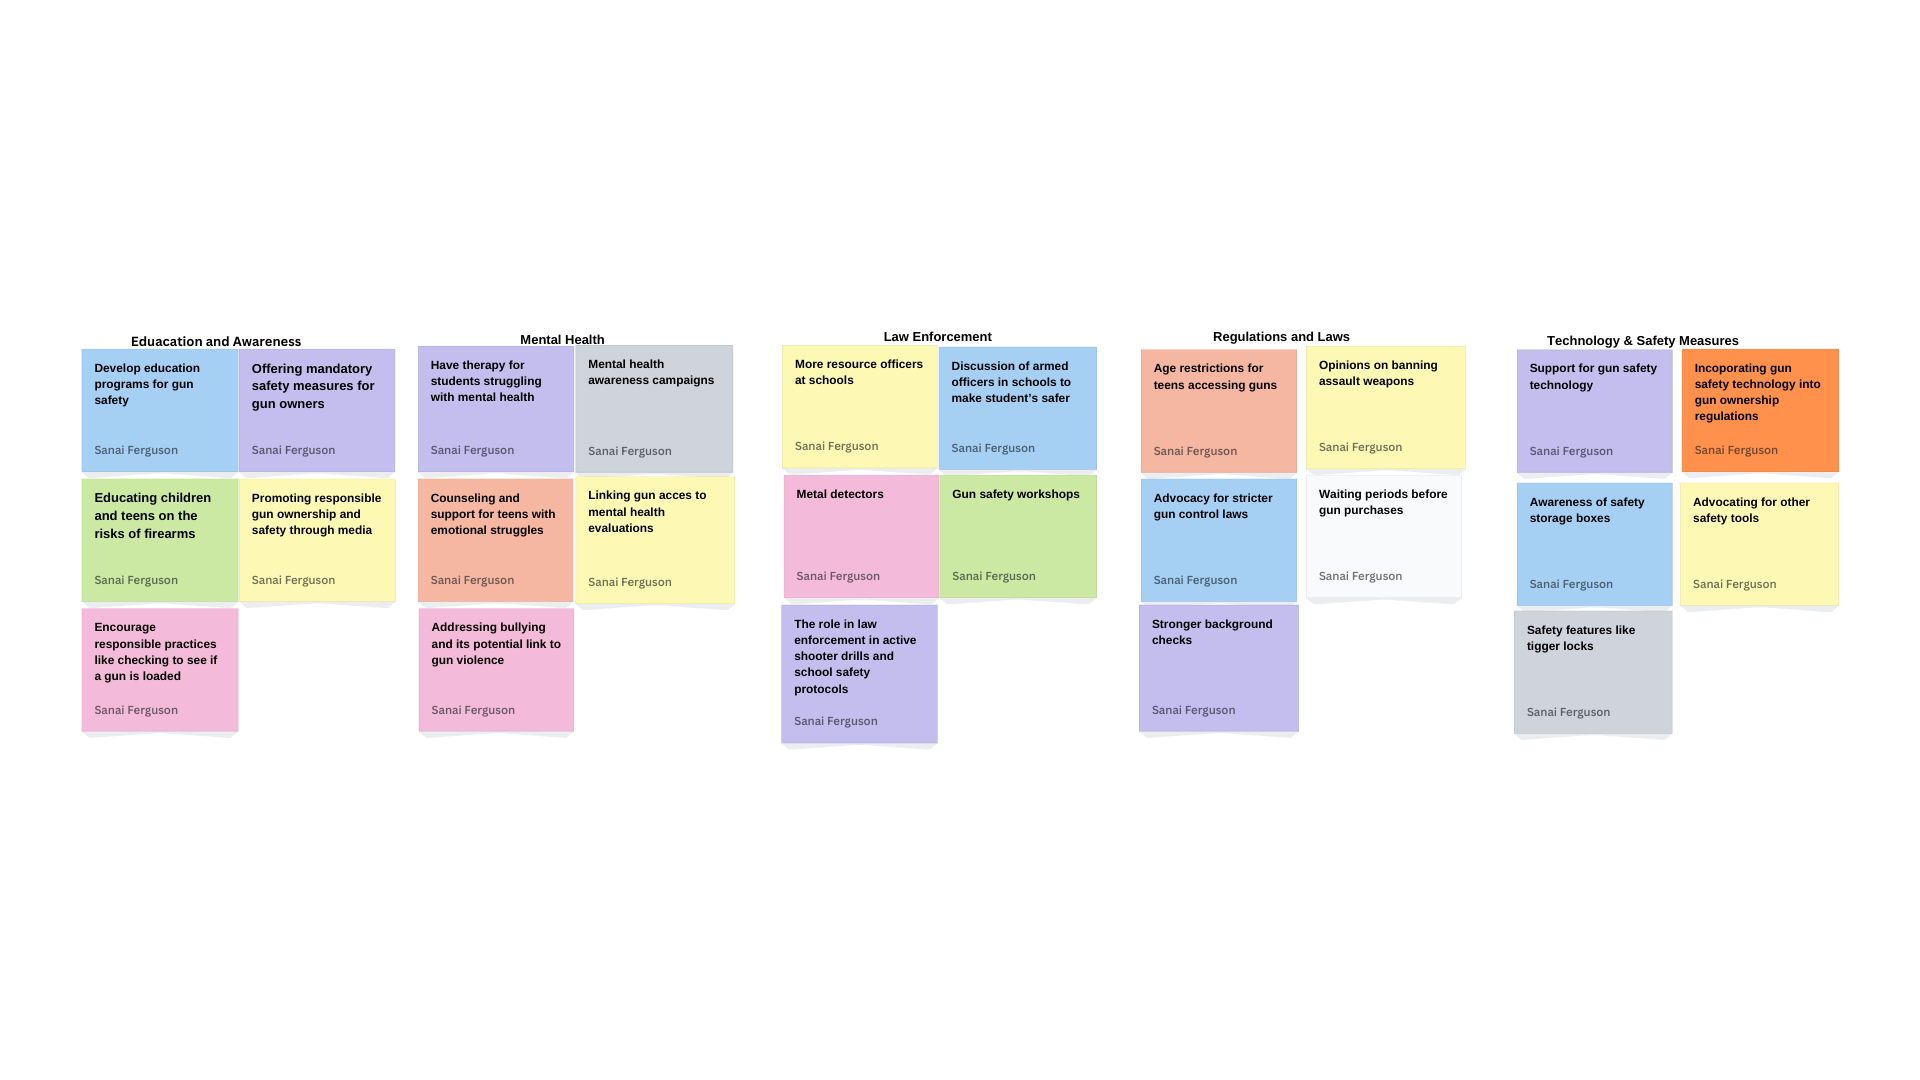 Eduacation and Awareness
Develop education
programs for gun
safety
Sanai Ferguson
Offering mandatory
safety measures for
gun owners
Sanai Ferguson
Educating children
and teens on the
risks of firearms
Sanai Ferguson
Promoting responsible
gun ownership and
safety through media
Sanai Ferguson
Encourage
responsible practices
like checking to see if
a gun is loaded
Sanai Ferguson
Mental Health
Have therapy for
students struggling
with mental health
Sanai Ferguson
Mental health
awareness campaigns
Sanai Ferguson
Counseling and
support for teens with
emotional struggles
Sanai Ferguson
Linking gun acces to
mental health
evaluations
Sanai Ferguson
Addressing bullying
and its potential link to
gun violence
Sanai Ferguson
Law Enforcement
More resource officers
at schools
Sanai Ferguson
Discussion of armed
officers in schools to
make student’s safer
Sanai Ferguson
Metal detectors
Sanai Ferguson
Gun safety workshops
Sanai Ferguson
The role in law
enforcement in active
shooter drills and
school safety
protocols
Sanai Ferguson
Regulations and Laws
Age restrictions for
teens accessing guns
Sanai Ferguson
Opinions on banning
assault weapons
Sanai Ferguson
Advocacy for stricter
gun control laws
Sanai Ferguson
Waiting periods before
gun purchases
Sanai Ferguson
Stronger background
checks
Sanai Ferguson
Technology & Safety Measures
Support for gun safety
technology
Sanai Ferguson
Incoporating gun
safety technology into
gun ownership
regulations
Sanai Ferguson
Awareness of safety
storage boxes
Sanai Ferguson
Advocating for other
safety tools
Sanai Ferguson
Safety features like
tigger locks
Sanai Ferguson